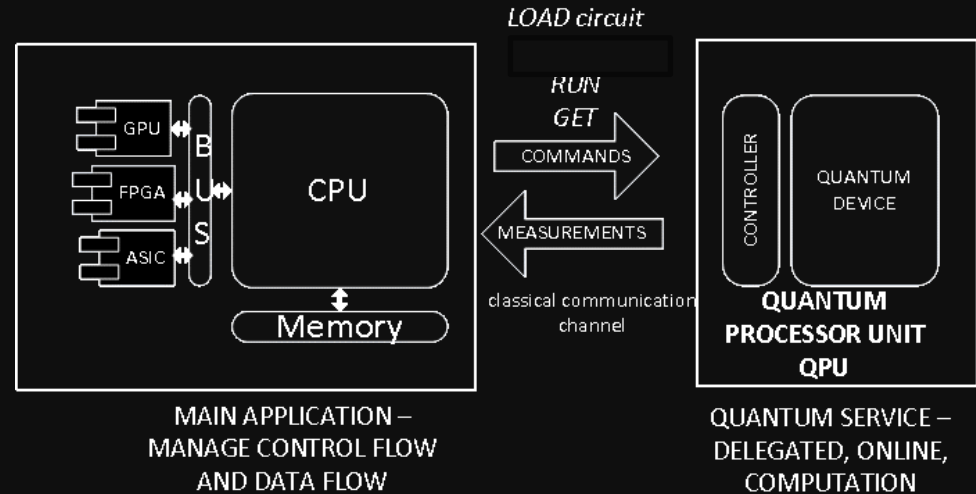 LOAD circuit
RUN
GET
GPU
FPGA
ASIC
B
U
S
CPU
Memory
COMMANDS
MEASUREMENTS
classical communication
channel
CONTROLLER
QUANTUM
DEVICE
QUANTUM
PROCESSOR UNIT
QPU
MAIN APPLICATION –
MANAGE CONTROL FLOW
AND DATA FLOW
QUANTUM SERVICE –
DELEGATED, ONLINE,
COMPUTATION